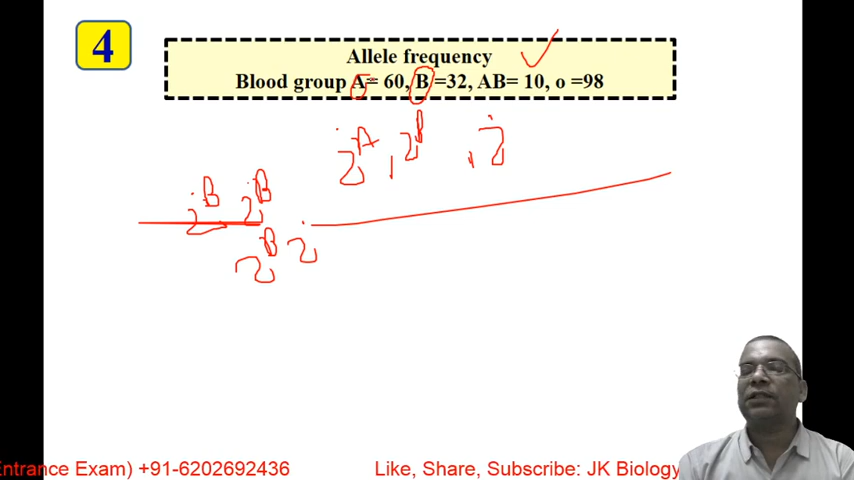 4
Allele frequency
Blood group A= 60, B =32, AB= 10, o =98
i^A, i^B, i
i^B i^B
i^B i
Entrance Exam) +91-6202692436 Like, Share, Subscribe: JK Biology